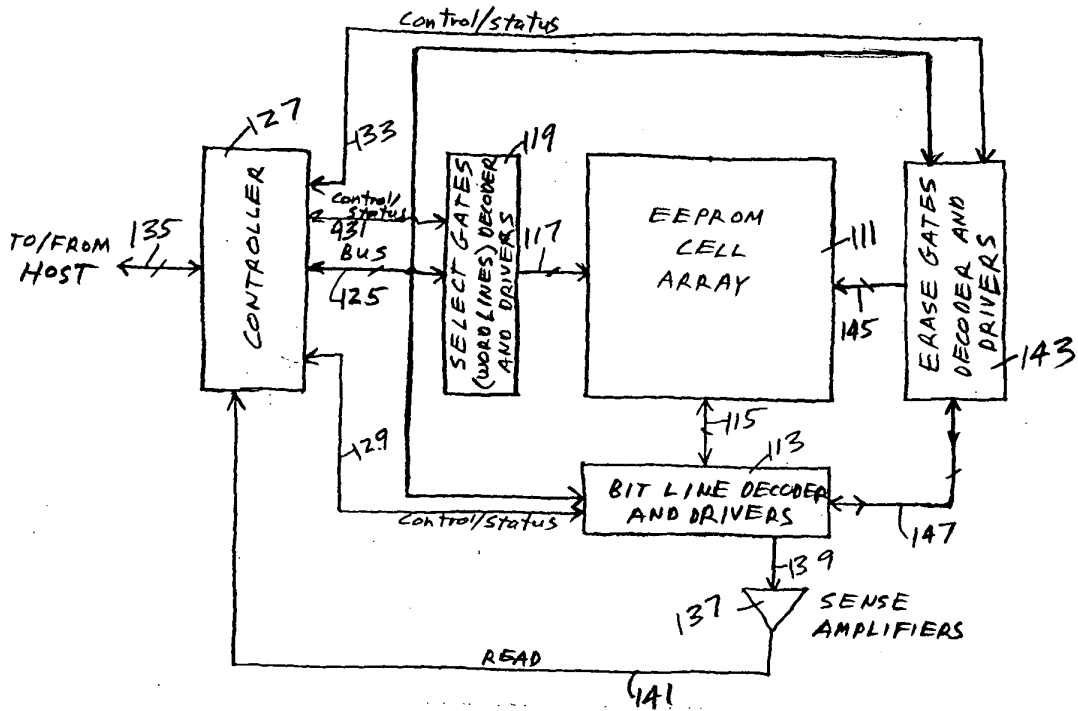 Control/status
127
133
119
CONTROLLER
Control/
status
431
BUS
425
TO/FROM
HOST
135
SELECT GATES
(WORDLINES) DECODER
AND DRIVERS
117
EEPROM
CELL
ARRAY
111
145
ERASE GATES
DECODER AND
DRIVERS
143
129
115
113
BIT LINE DECODER
AND DRIVERS
Control/status
147
139
137
SENSE
AMPLIFIERS
READ
141